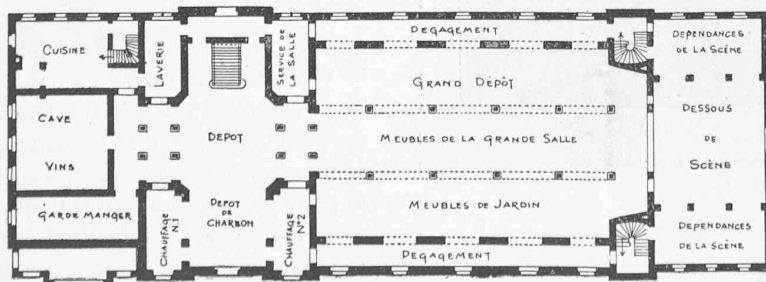 CUISINE
LAVERIE
SERVICE DE
LA SALLE
DEGAGEMENT
DEPENDANCES
DE LA SCÈNE
GRAND DÉPÔT
CAVE
VINS
DEPOT
MEUBLES DE LA GRANDE SALLE
DESSOUS
DE
SCÈNE
GARDE MANGER
CHAUFFAGE
N.1
DEPOT
DE
CHARBON
CHAUFFAGE
N°2
MEUBLES DE JARDIN
DEGAGEMENT
DEPENDANCES
DE LA SCÈNE